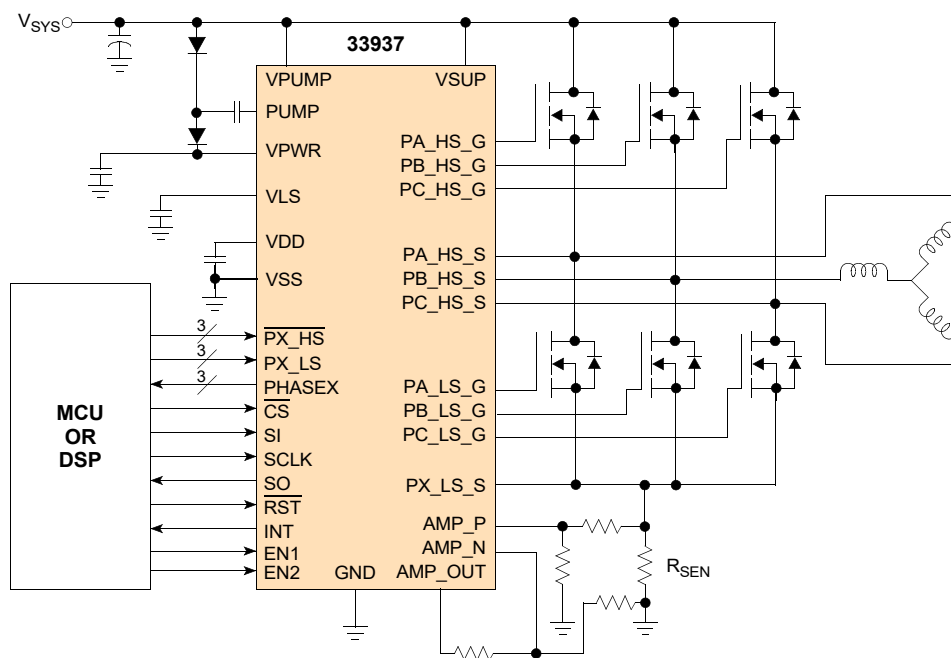 V_SYS
33937
VPUMP
VSUP
PUMP
VPWR
VLS
VDD
VSS
PA_HS_G
PB_HS_G
PC_HS_G
PA_HS_S
PB_HS_S
PC_HS_S
PA_LS_G
PB_LS_G
PC_LS_G
PX_LS_S
AMP_P
AMP_N
AMP_OUT
GND
3
PX_HS
3
PX_LS
3
PHASEX
CS
SI
SCLK
SO
RST
INT
EN1
EN2
MCU
OR
DSP
R_SEN